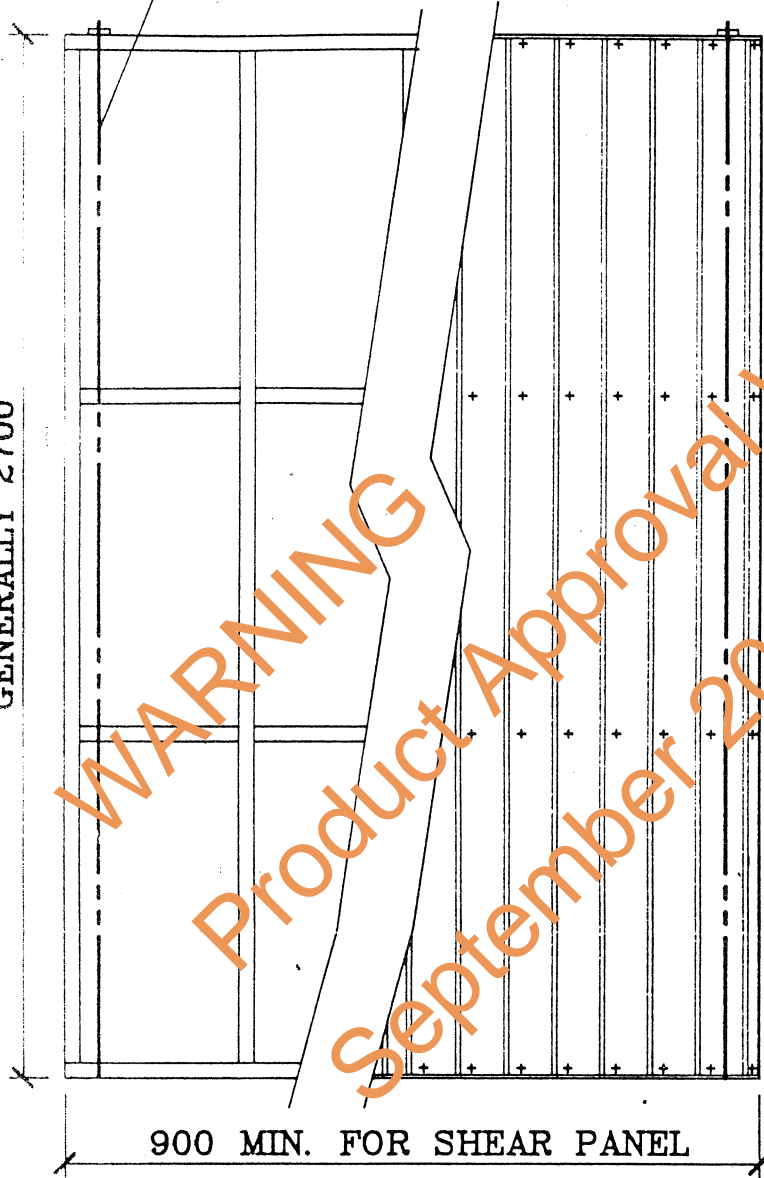 GENERALLY 2700
WARNING
Product Approval
September 20
900 MIN. FOR SHEAR PANEL